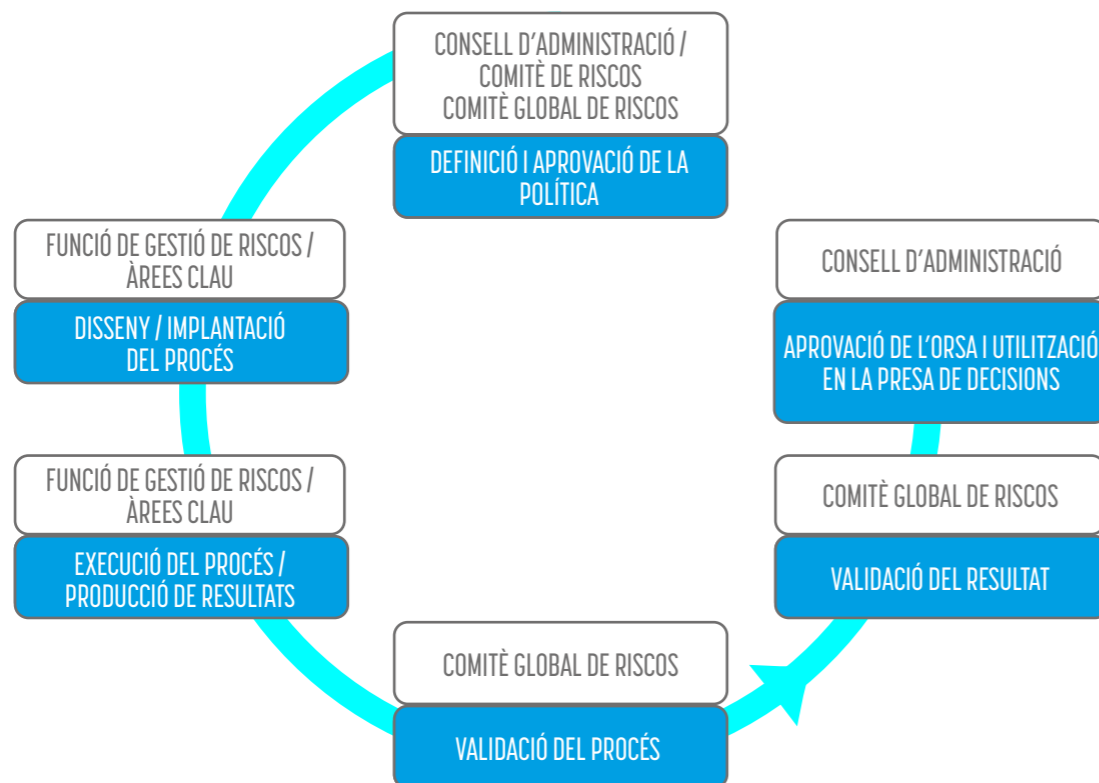 CONSELL D'ADMINISTRACIÓ /
COMITÈ DE RISCOS
COMITÈ GLOBAL DE RISCOS
DEFINICIÓ I APROVACIÓ DE LA
POLÍTICA
FUNCIÓ DE GESTIÓ DE RISCOS /
ÀREES CLAU
DISSENY / IMPLANTACIÓ
DEL PROCÉS
FUNCIÓ DE GESTIÓ DE RISCOS /
ÀREES CLAU
EXECUCIÓ DEL PROCÉS /
PRODUCCIÓ DE RESULTATS
COMITÈ GLOBAL DE RISCOS
VALIDACIÓ DEL PROCÉS
COMITÈ GLOBAL DE RISCOS
VALIDACIÓ DEL RESULTAT
CONSELL D'ADMINISTRACIÓ
APROVACIÓ DE L'ORSA I UTILITZACIÓ
EN LA PRESA DE DECISIONS